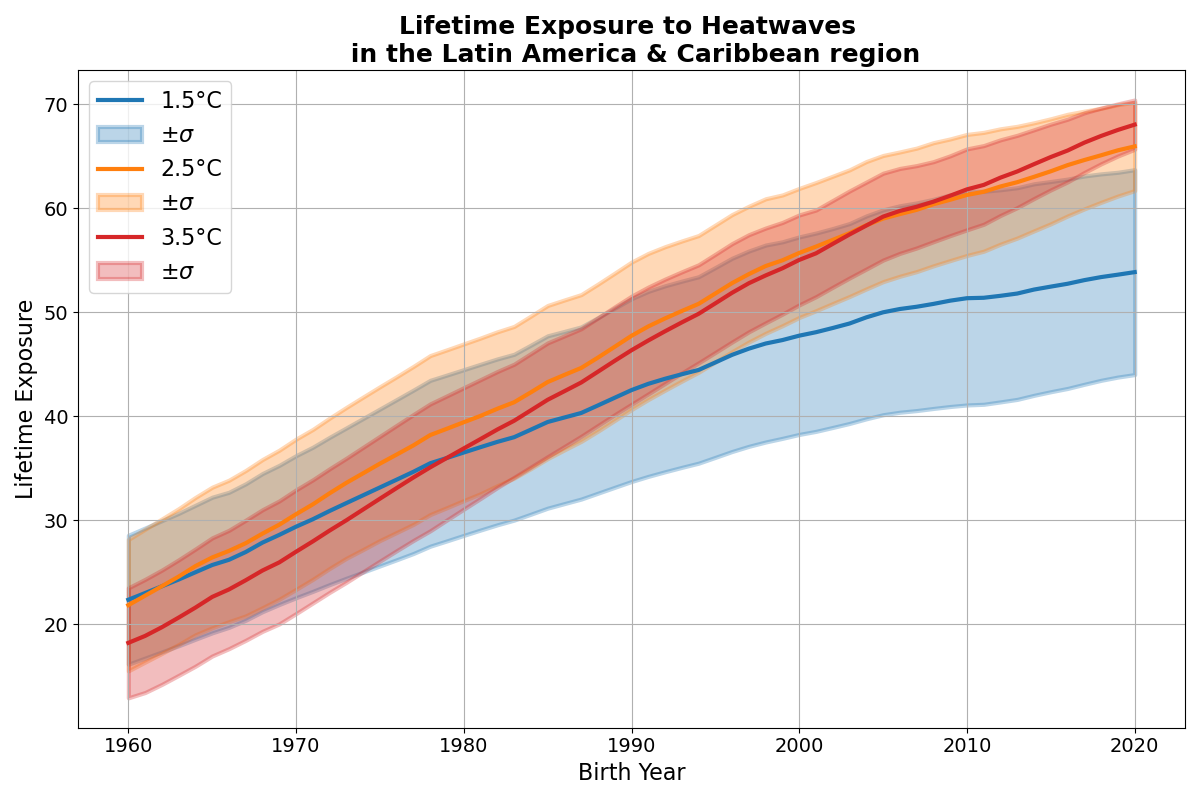 Lifetime Exposure to Heatwaves
in the Latin America & Caribbean region
70
60
50
40
30
20
Lifetime Exposure
1.5°C
±σ
2.5°C
±σ
3.5°C
±σ
1960 1970 1980 1990 2000 2010 2020
Birth Year